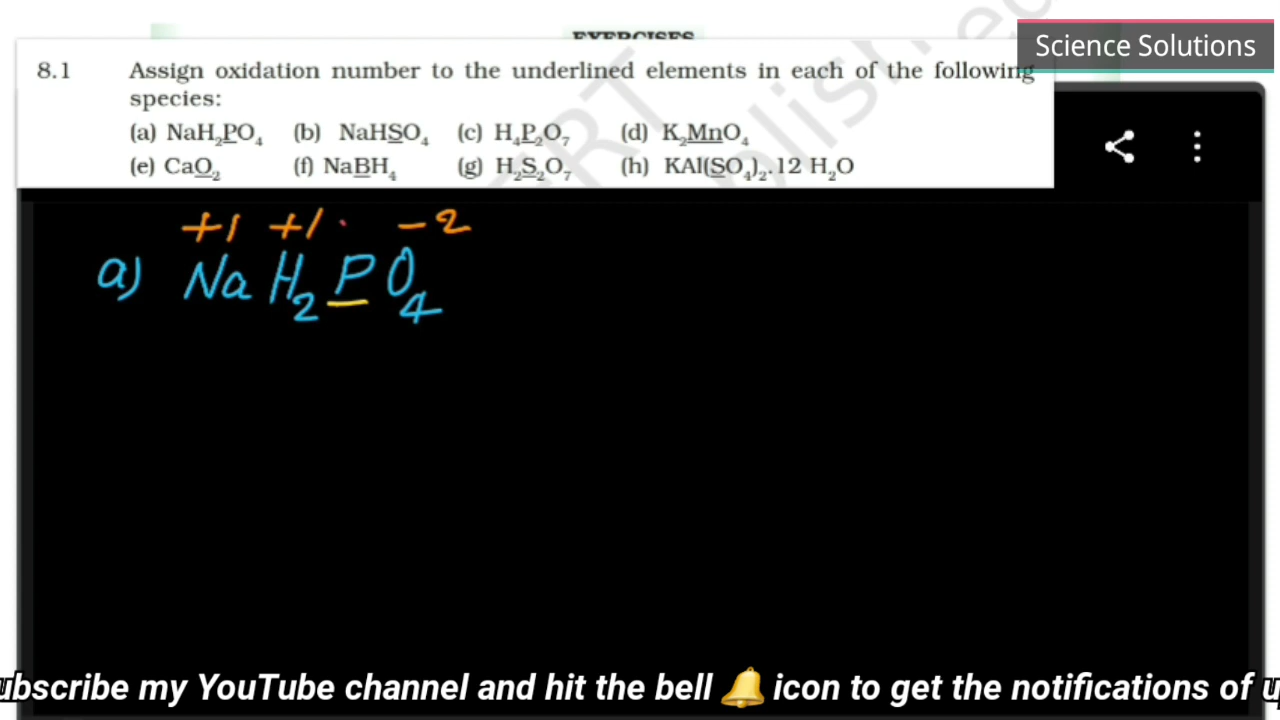 EXERCISES
Science Solutions
8.1 Assign oxidation number to the underlined elements in each of the following
species:
(a) NaH₂PO₄ (b) NaHSO₄ (c) H₄P₂O₇ (d) K₂MnO₄
(e) CaO₂ (f) NaBH₄ (g) H₂S₂O₇ (h) KAl(SO₄)₂.12 H₂O
+1 +1 -2
a) NaH₂PO₄
ubscribe my YouTube channel and hit the bell 🔔 icon to get the notifications of u